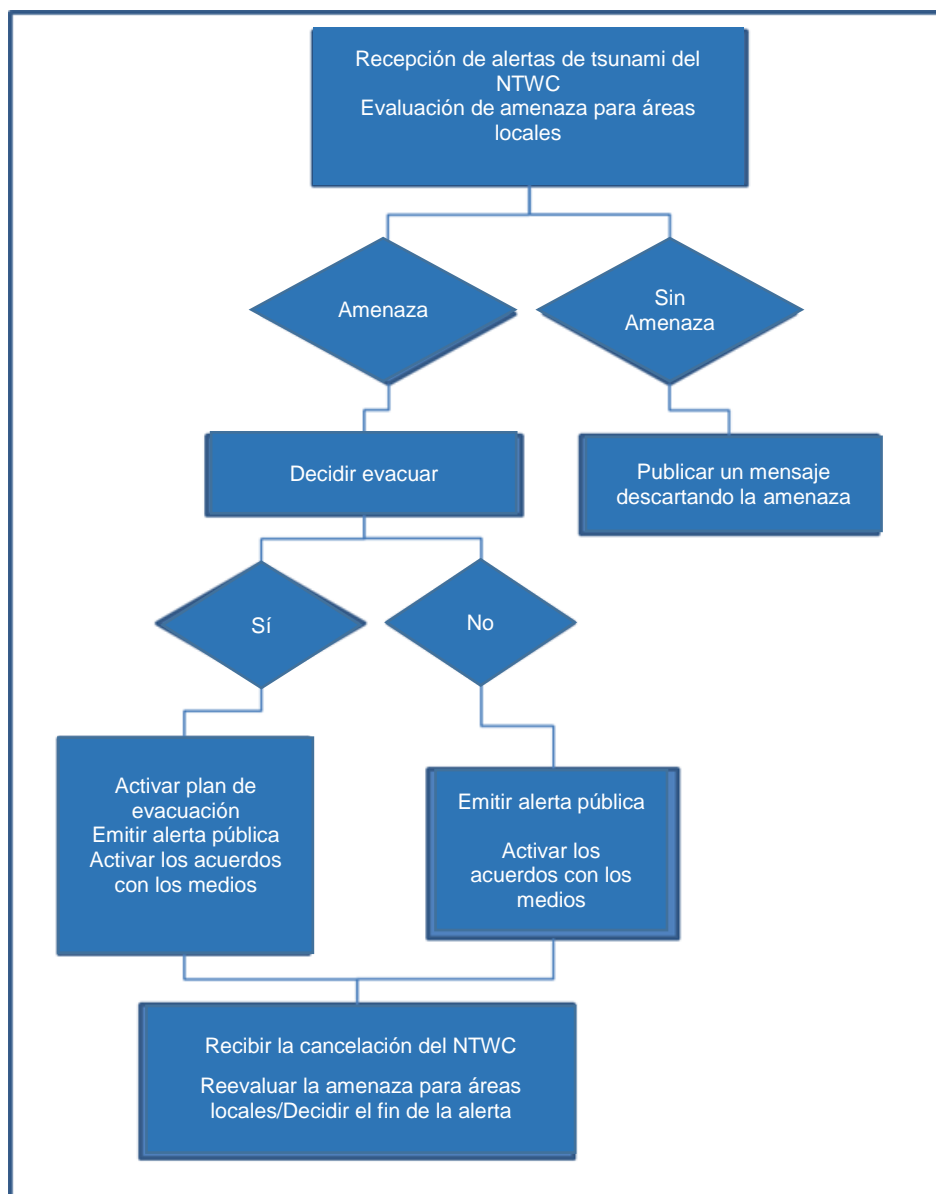 Recepción de alertas de tsunami del
NTWC
Evaluación de amenaza para áreas
locales
Amenaza
Sin
Amenaza
Decidir evacuar
Publicar un mensaje
descartando la amenaza
Sí
No
Activar plan de
evacuación
Emitir alerta pública
Activar los acuerdos
con los medios
Emitir alerta pública
Activar los
acuerdos con los
medios
Recibir la cancelación del NTWC
Reevaluar la amenaza para áreas
locales/Decidir el fin de la alerta